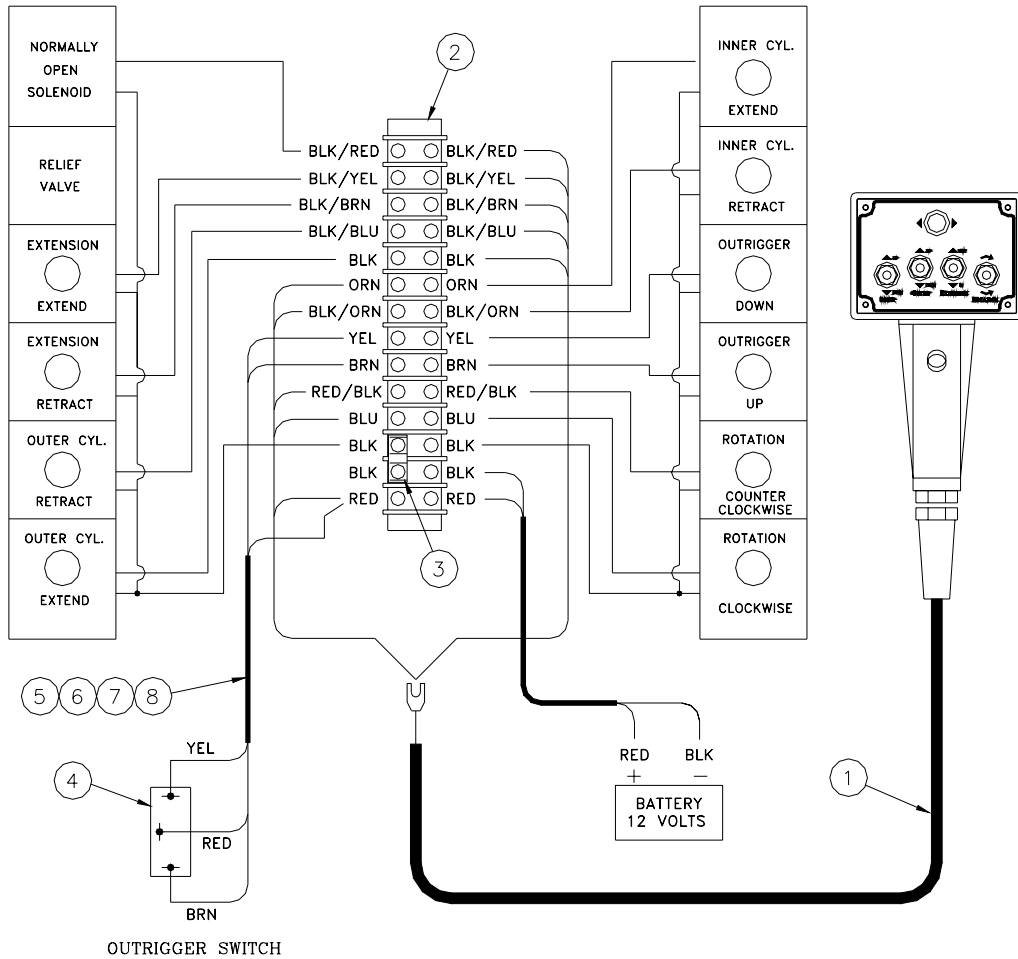 NORMALLY
OPEN
SOLENOID
RELIEF
VALVE
EXTENSION
EXTEND
EXTENSION
RETRACT
OUTER CYL.
RETRACT
OUTER CYL.
EXTEND
2
BLK/RED BLK/RED
BLK/YEL BLK/YEL
BLK/BRN BLK/BRN
BLK/BLU BLK/BLU
BLK BLK
ORN ORN
BLK/ORN BLK/ORN
YEL YEL
BRN BRN
RED/BLK RED/BLK
BLU BLU
BLK BLK
BLK BLK
RED RED
3
INNER CYL.
EXTEND
INNER CYL.
RETRACT
OUTRIGGER
DOWN
OUTRIGGER
UP
ROTATION
COUNTER
CLOCKWISE
ROTATION
CLOCKWISE
5 6 7 8
YEL
4
RED
BRN
OUTRIGGER SWITCH
RED BLK
+ −
BATTERY
12 VOLTS
1